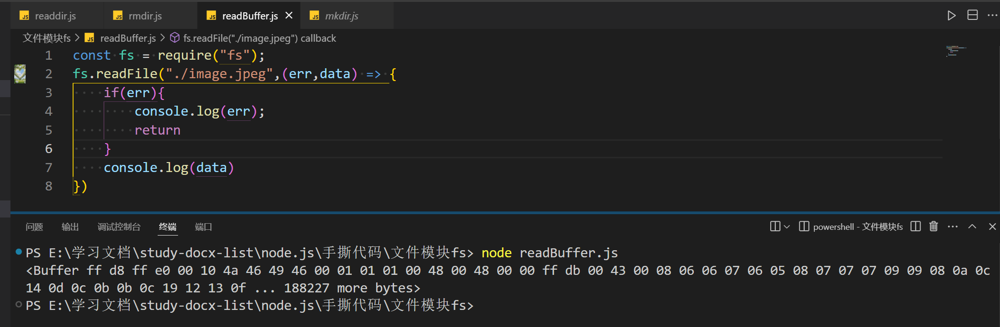 JS readdir.js JS rmdir.js JS readBuffer.js JS mkdir.js
文件模块fs > JS readBuffer.js > fs.readFile("./image.jpeg") callback
1 const fs = require("fs");
2 fs.readFile("./image.jpeg",(err,data) => {
3 if(err){
4 console.log(err);
5 return
6 }
7 console.log(data)
8 })
问题 输出 调试控制台 终端 端口 powershell - 文件模块fs
PS E:\学习文档\study-docx-list\node.js\手撕代码\文件模块fs> node readBuffer.js
<Buffer ff d8 ff e0 00 10 4a 46 49 46 00 01 01 01 00 48 00 48 00 00 ff db 00 43 00 08 06 06 07 06 05 08 07 07 07 09 09 08 0a 0c
14 0d 0c 0b 0b 0c 19 12 13 0f ... 188227 more bytes>
PS E:\学习文档\study-docx-list\node.js\手撕代码\文件模块fs>